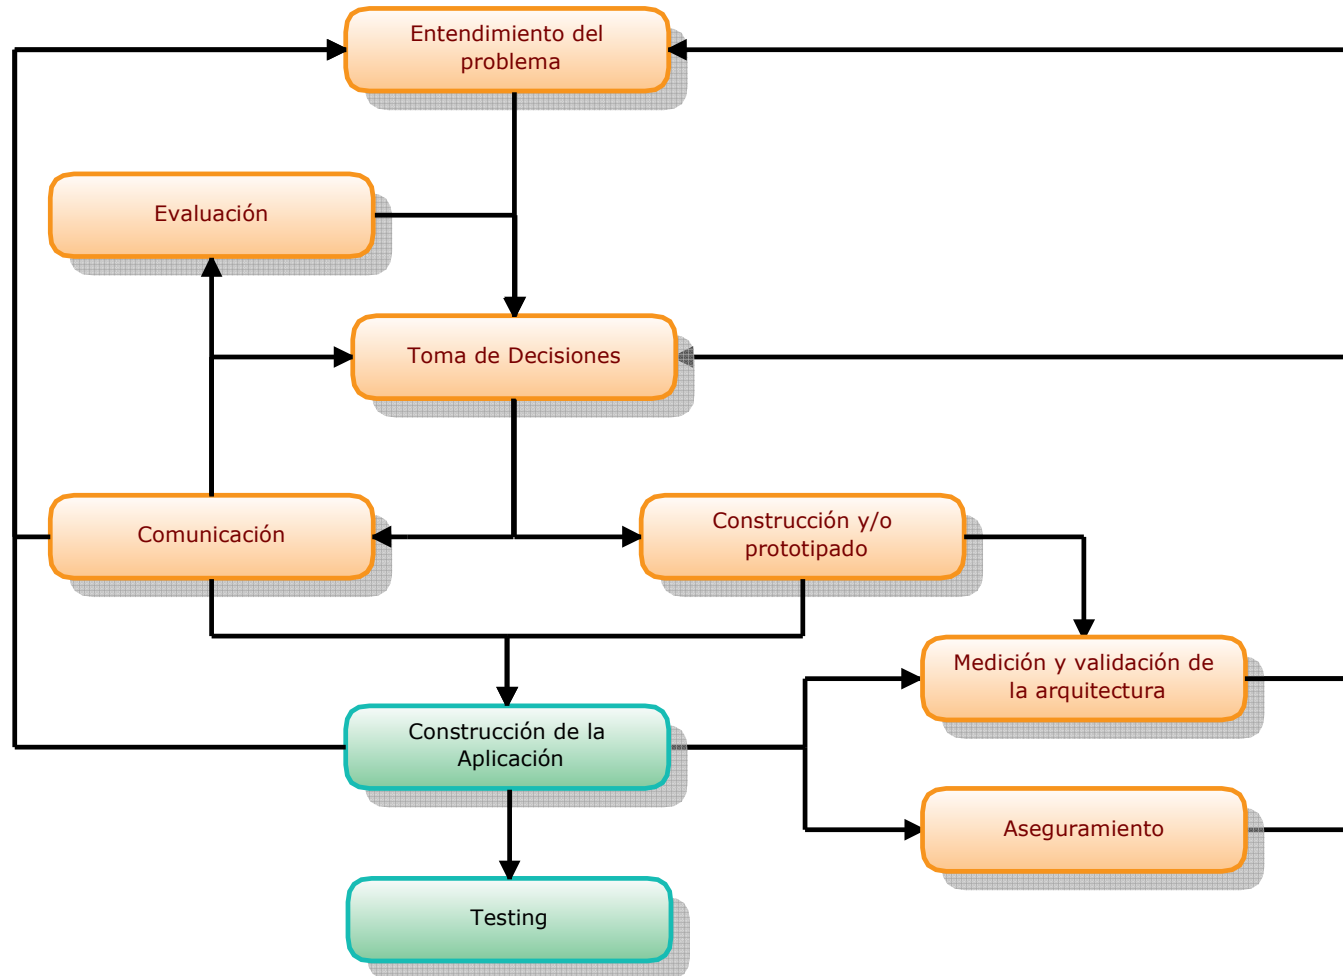 Entendimiento del
problema
Evaluación
Toma de Decisiones
Comunicación
Construcción y/o
prototipado
Medición y validación de
la arquitectura
Construcción de la
Aplicación
Aseguramiento
Testing